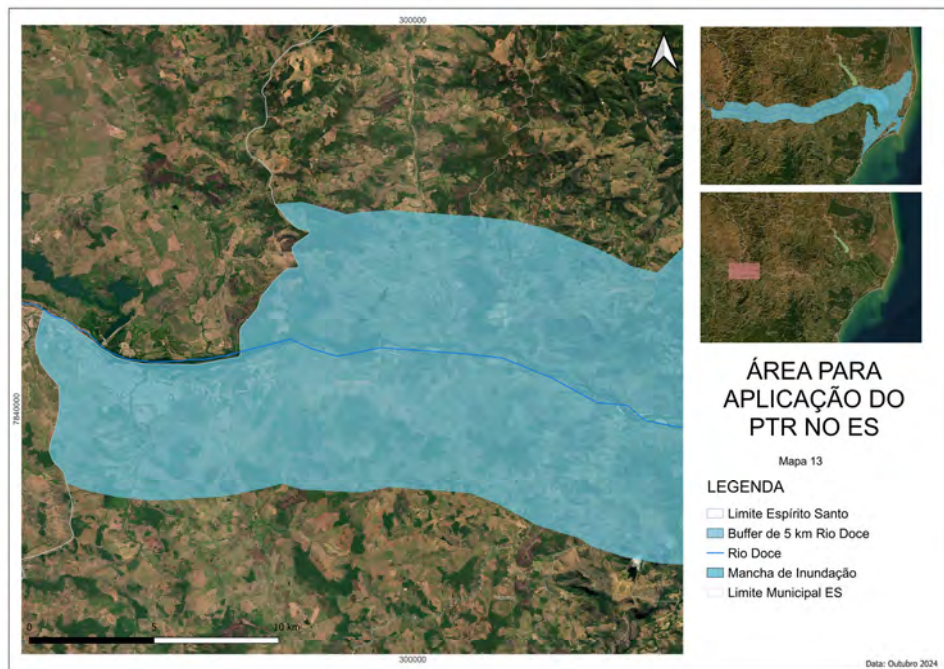 300000
7840000
0
5
10 km
300000
ÁREA PARA
APLICAÇÃO DO
PTR NO ES
Mapa 13
LEGENDA
Limite Espírito Santo
Buffer de 5 km Rio Doce
Rio Doce
Mancha de Inundação
Limite Municipal ES
Data: Outubro 2024